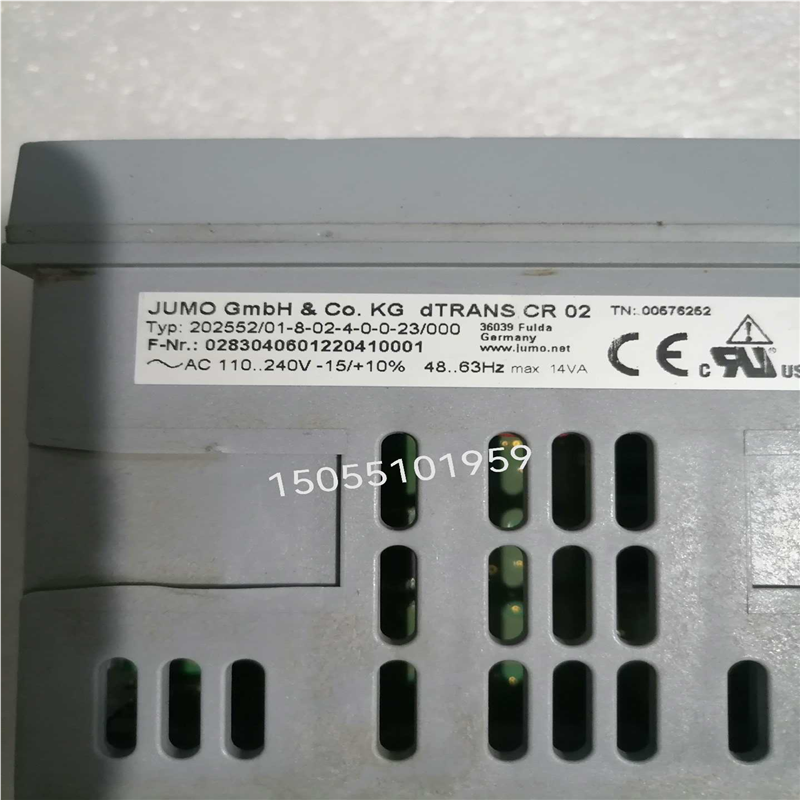 JUMO GmbH & Co. KG dTRANS CR 02 TN: 00576252
Typ: 202552/01-8-02-4-0-0-23/000 36039 Fulda
Germany
F-Nr.: 0283040601220410001 www.jumo.net
~AC 110..240V -15/+10% 48..63Hz max 14VA
CE c US
15055101959